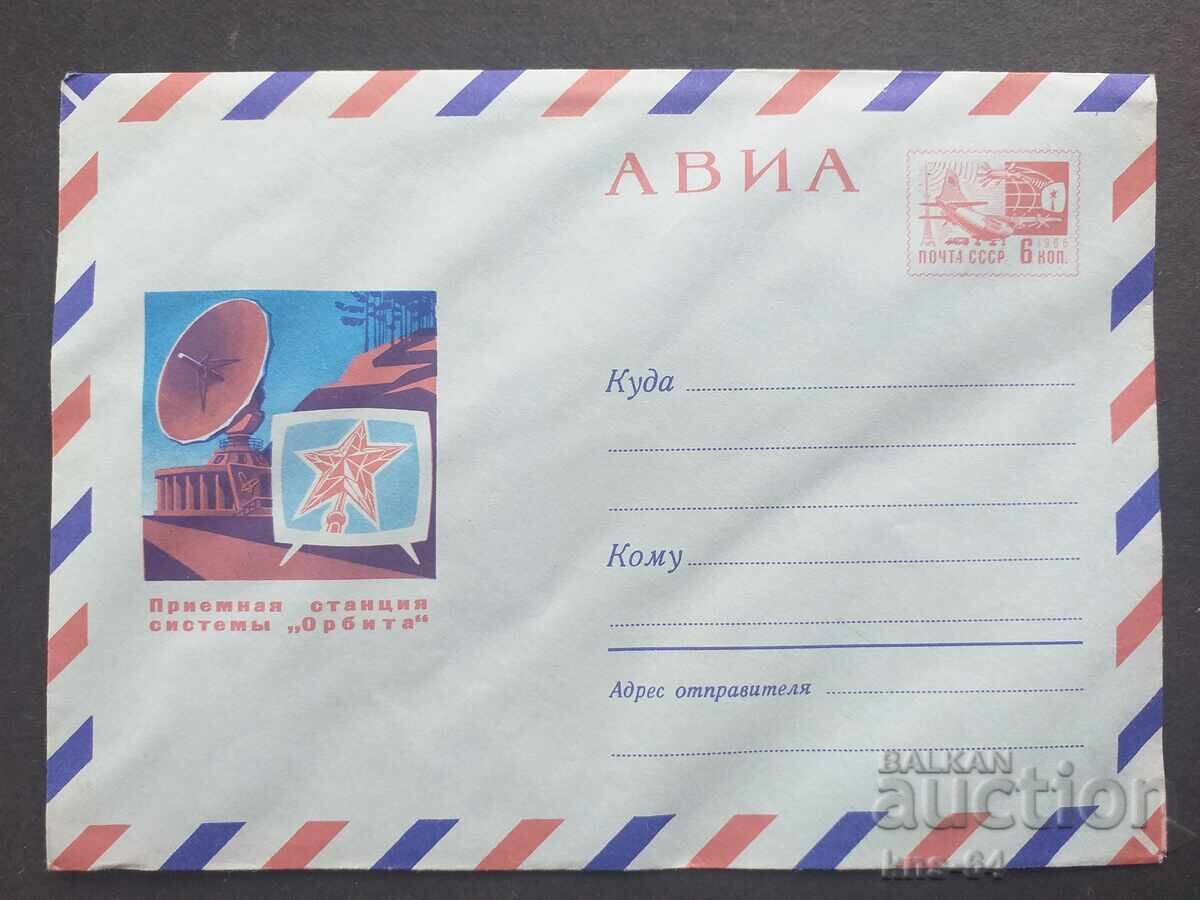 АВИА
1966
ПОЧТА СССР 6 КОП.
Куда
Кому
Адрес отправителя
Приемная станция
системы „Орбита“
BALKAN
auction
kns-64